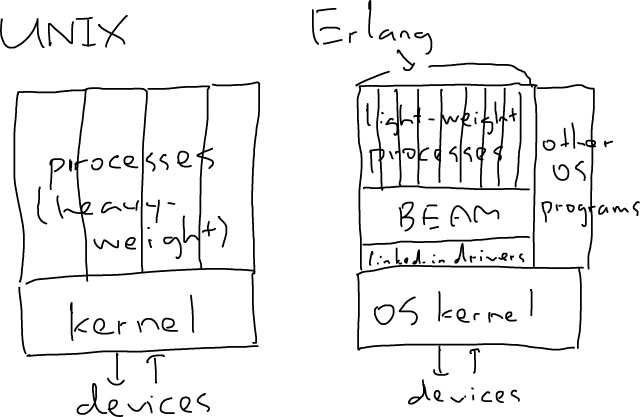 UNIX
processes
(heavy-
weight)
kernel
devices
Erlang
light-weight
processes
BEAM
linked-in drivers
other
OS
programs
OS kernel
devices